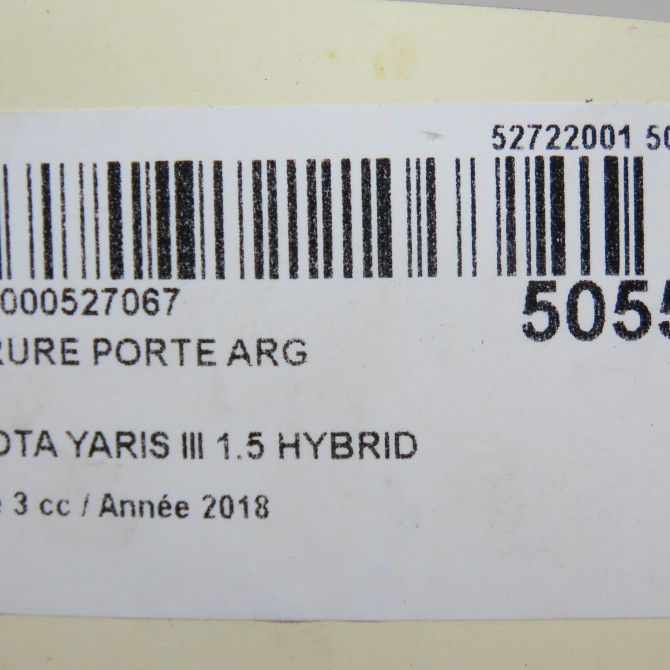 52722001 50
000527067
5055
RURE PORTE ARG
OTA YARIS III 1.5 HYBRID
e 3 cc / Année 2018